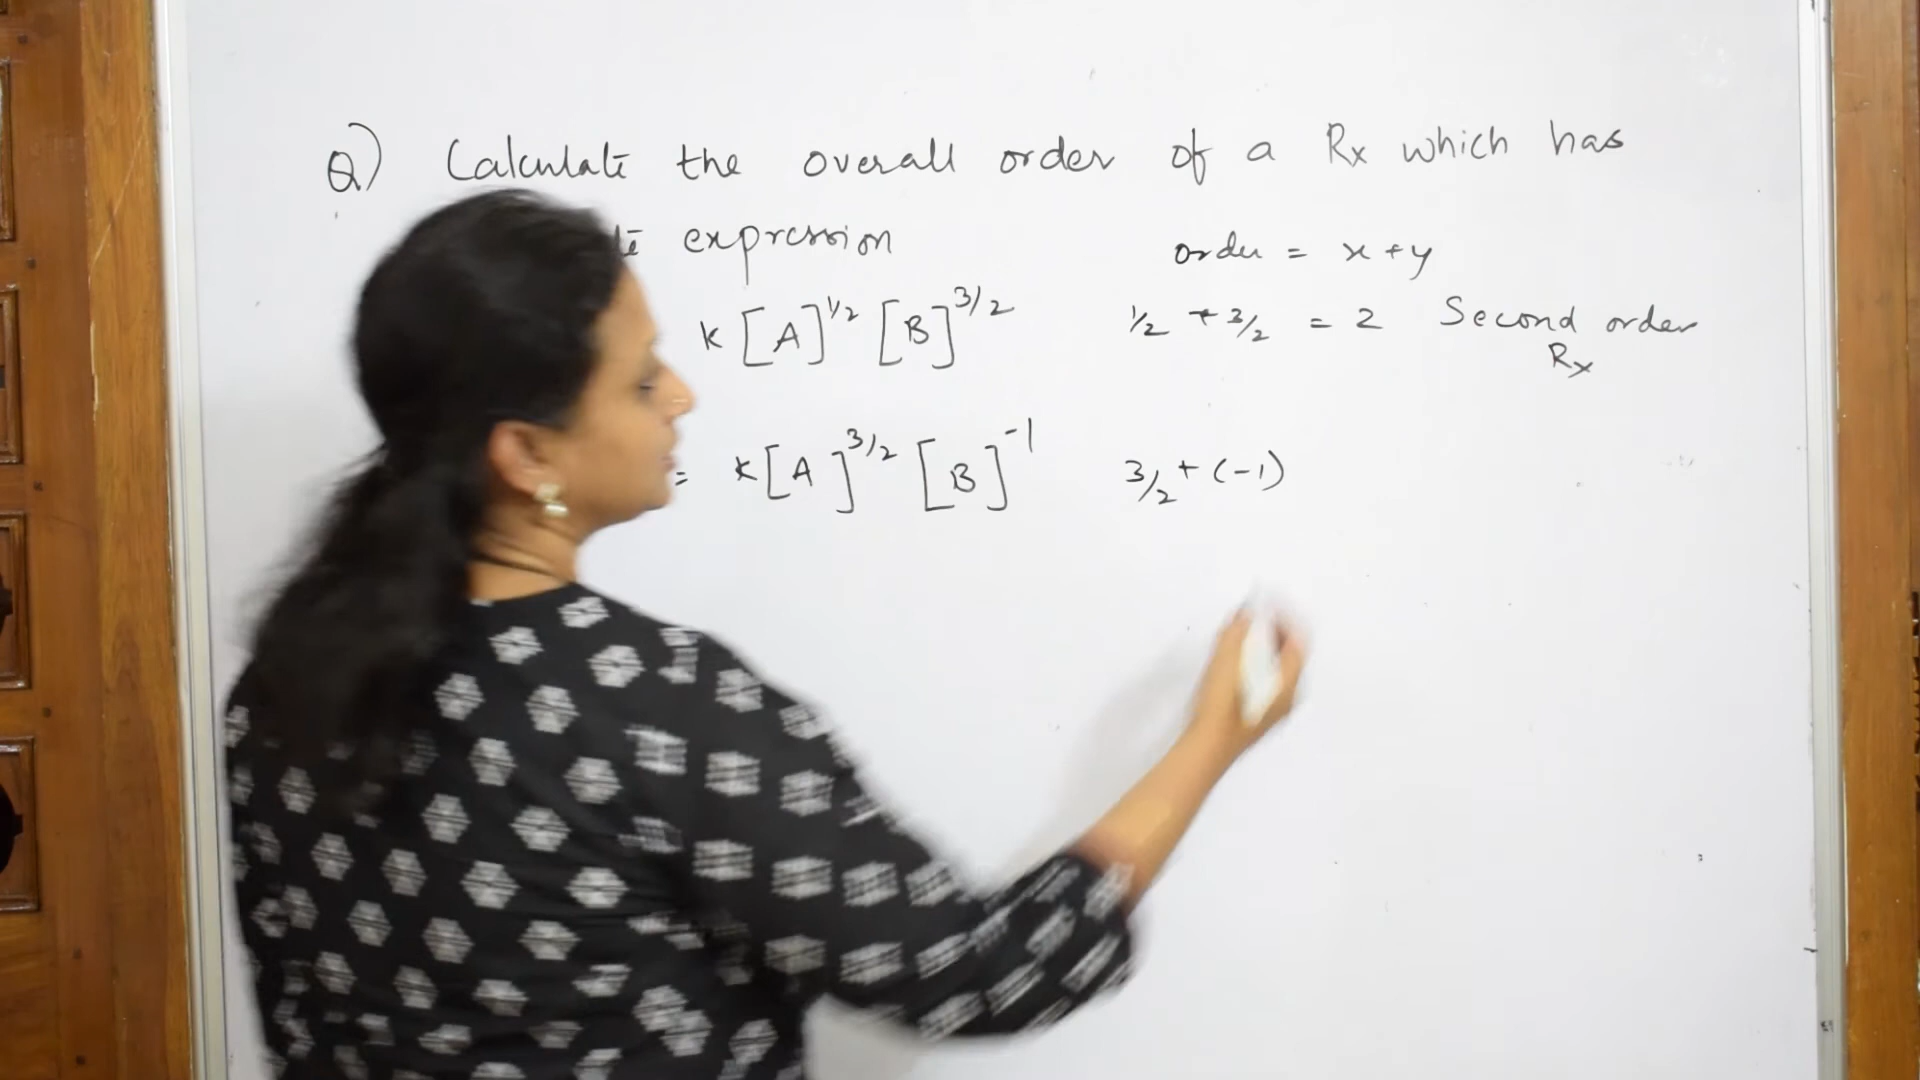 Q) Calculate the overall order of a Rx which has
expression
order = x + y
k [A]^1/2 [B]^3/2 1/2 + 3/2 = 2 Second order
Rx
= k [A]^3/2 [B]^-1 3/2 + (-1)